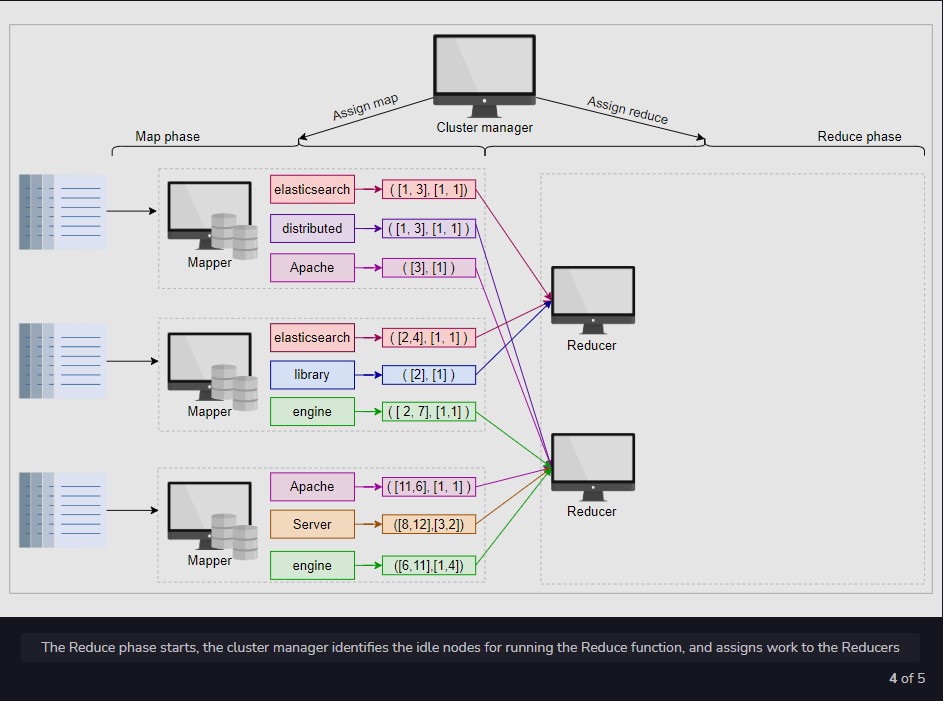 Assign map
Assign reduce
Cluster manager
Map phase
Reduce phase
elasticsearch
( [1, 3], [1, 1])
distributed
( [1, 3], [1, 1] )
Apache
( [3], [1] )
Mapper
elasticsearch
( [2,4], [1, 1] )
library
( [2], [1] )
engine
( [ 2, 7], [1,1] )
Mapper
Apache
( [11,6], [1, 1] )
Server
([8,12],[3,2])
engine
([6,11],[1,4])
Mapper
Reducer
Reducer
The Reduce phase starts, the cluster manager identifies the idle nodes for running the Reduce function, and assigns work to the Reducers
4 of 5